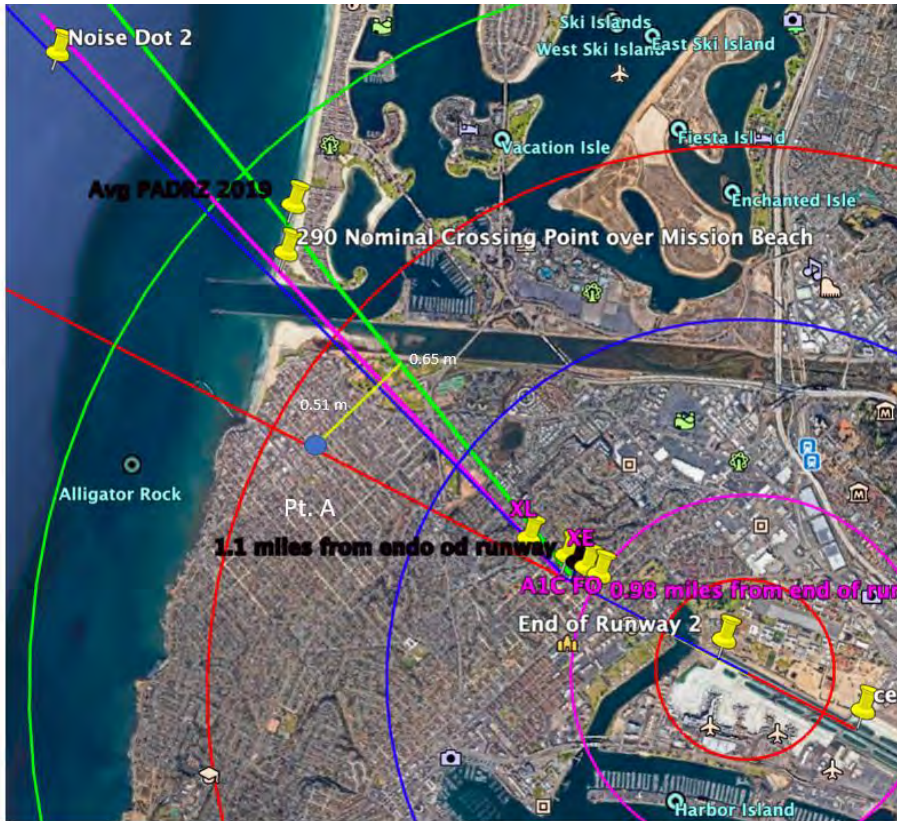 Ski Islands
Noise Dot 2
West Ski Island
East Ski Island
Vacation Isle
Fiesta Island
Avg PADRZ 2019
Enchanted Isle
290 Nominal Crossing Point over Mission Beach
0.65 m
0.51 m
Alligator Rock
Pt. A
XL
1.1 miles from endo od runway
XE
A1C FO
0.98 miles from end of run
End of Runway 2
ce
Harbor Island